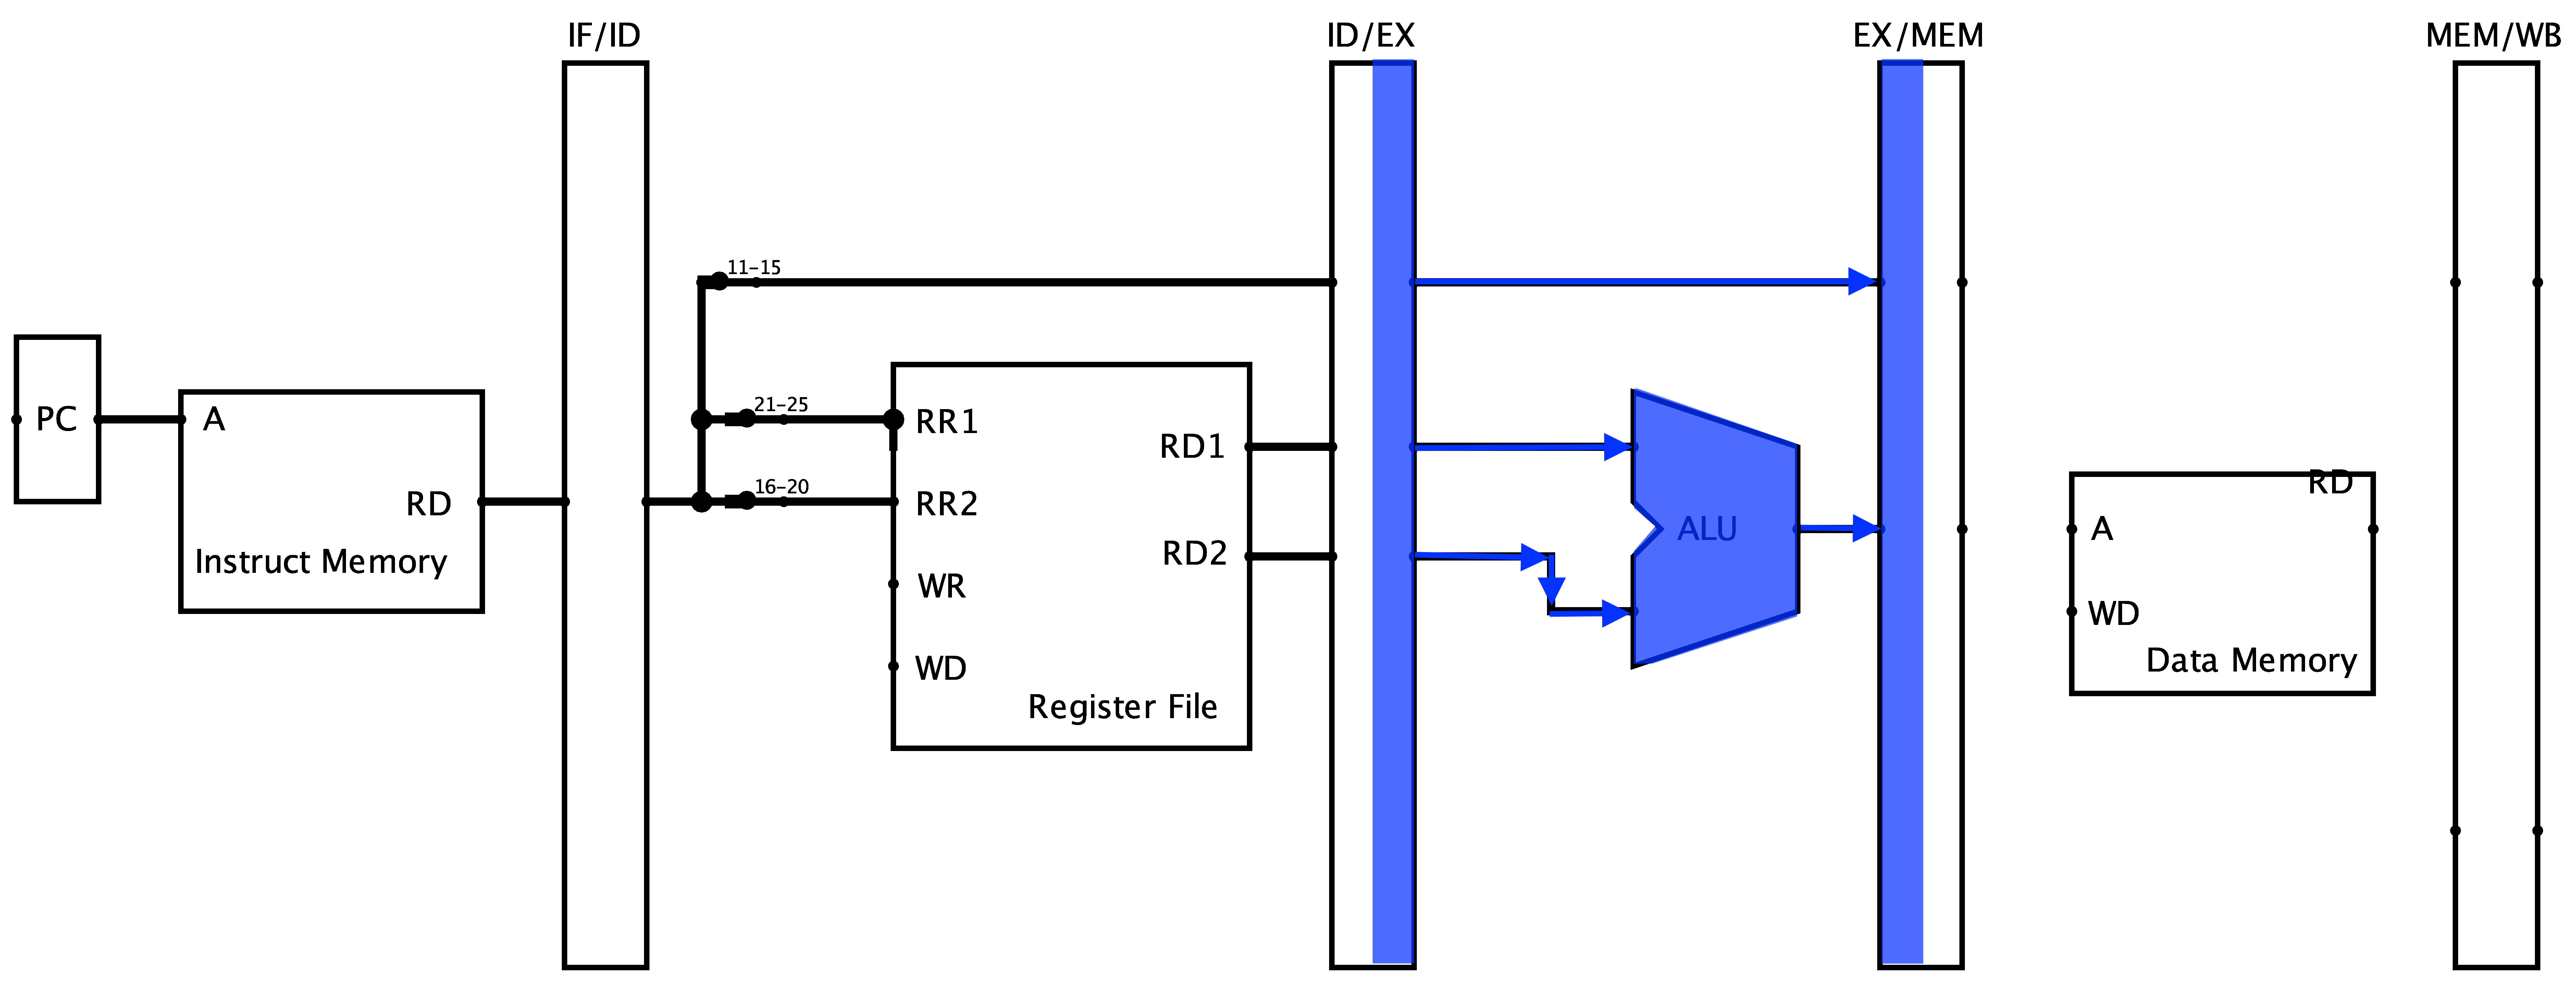 IF/ID
ID/EX
EX/MEM
MEM/WB
11-15
21-25
16-20
PC
A
RD
Instruct Memory
RR1
RR2
WR
WD
RD1
RD2
Register File
ALU
RD
A
WD
Data Memory